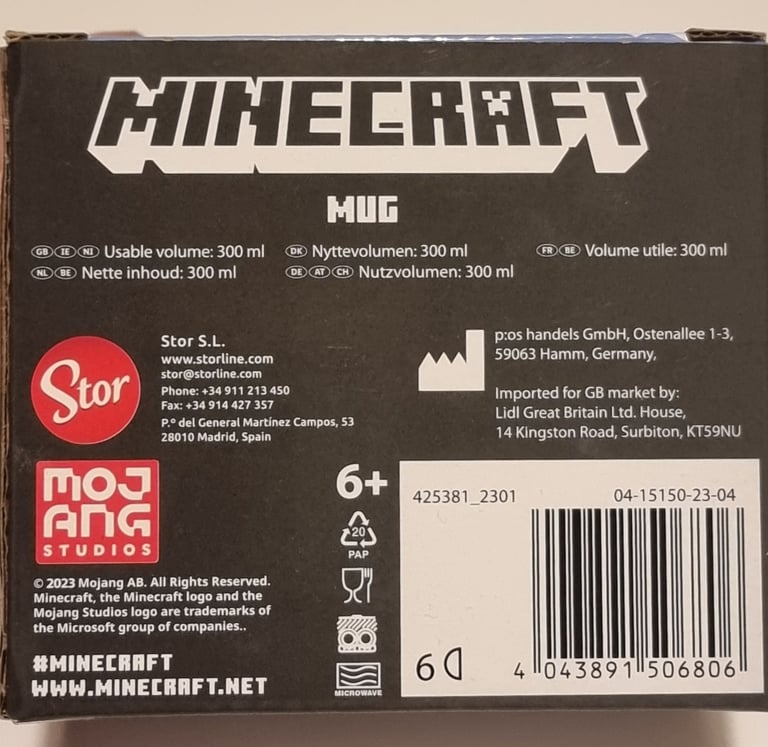 MINECRAFT
MUG
GB IE NI Usable volume: 300 ml
DK Nyttevolumen: 300 ml
FR BE Volume utile: 300 ml
NL BE Nette inhoud: 300 ml
DE AT CH Nutzvolumen: 300 ml
Stor
Stor S.L.
www.storline.com
stor@storline.com
Phone: +34 911 213 450
Fax: +34 914 427 357
P.º del General Martínez Campos, 53
28010 Madrid, Spain
p:os handels GmbH, Ostenallee 1-3,
59063 Hamm, Germany,
Imported for GB market by:
Lidl Great Britain Ltd. House,
14 Kingston Road, Surbiton, KT59NU
MOJ
ANG
STUDIOS
6+
20
PAP
MICROWAVE
© 2023 Mojang AB. All Rights Reserved.
Minecraft, the Minecraft logo and the
Mojang Studios logo are trademarks of
the Microsoft group of companies..
#MINECRAFT
WWW.MINECRAFT.NET
425381_2301
04-15150-23-04
6
4 043891 506806